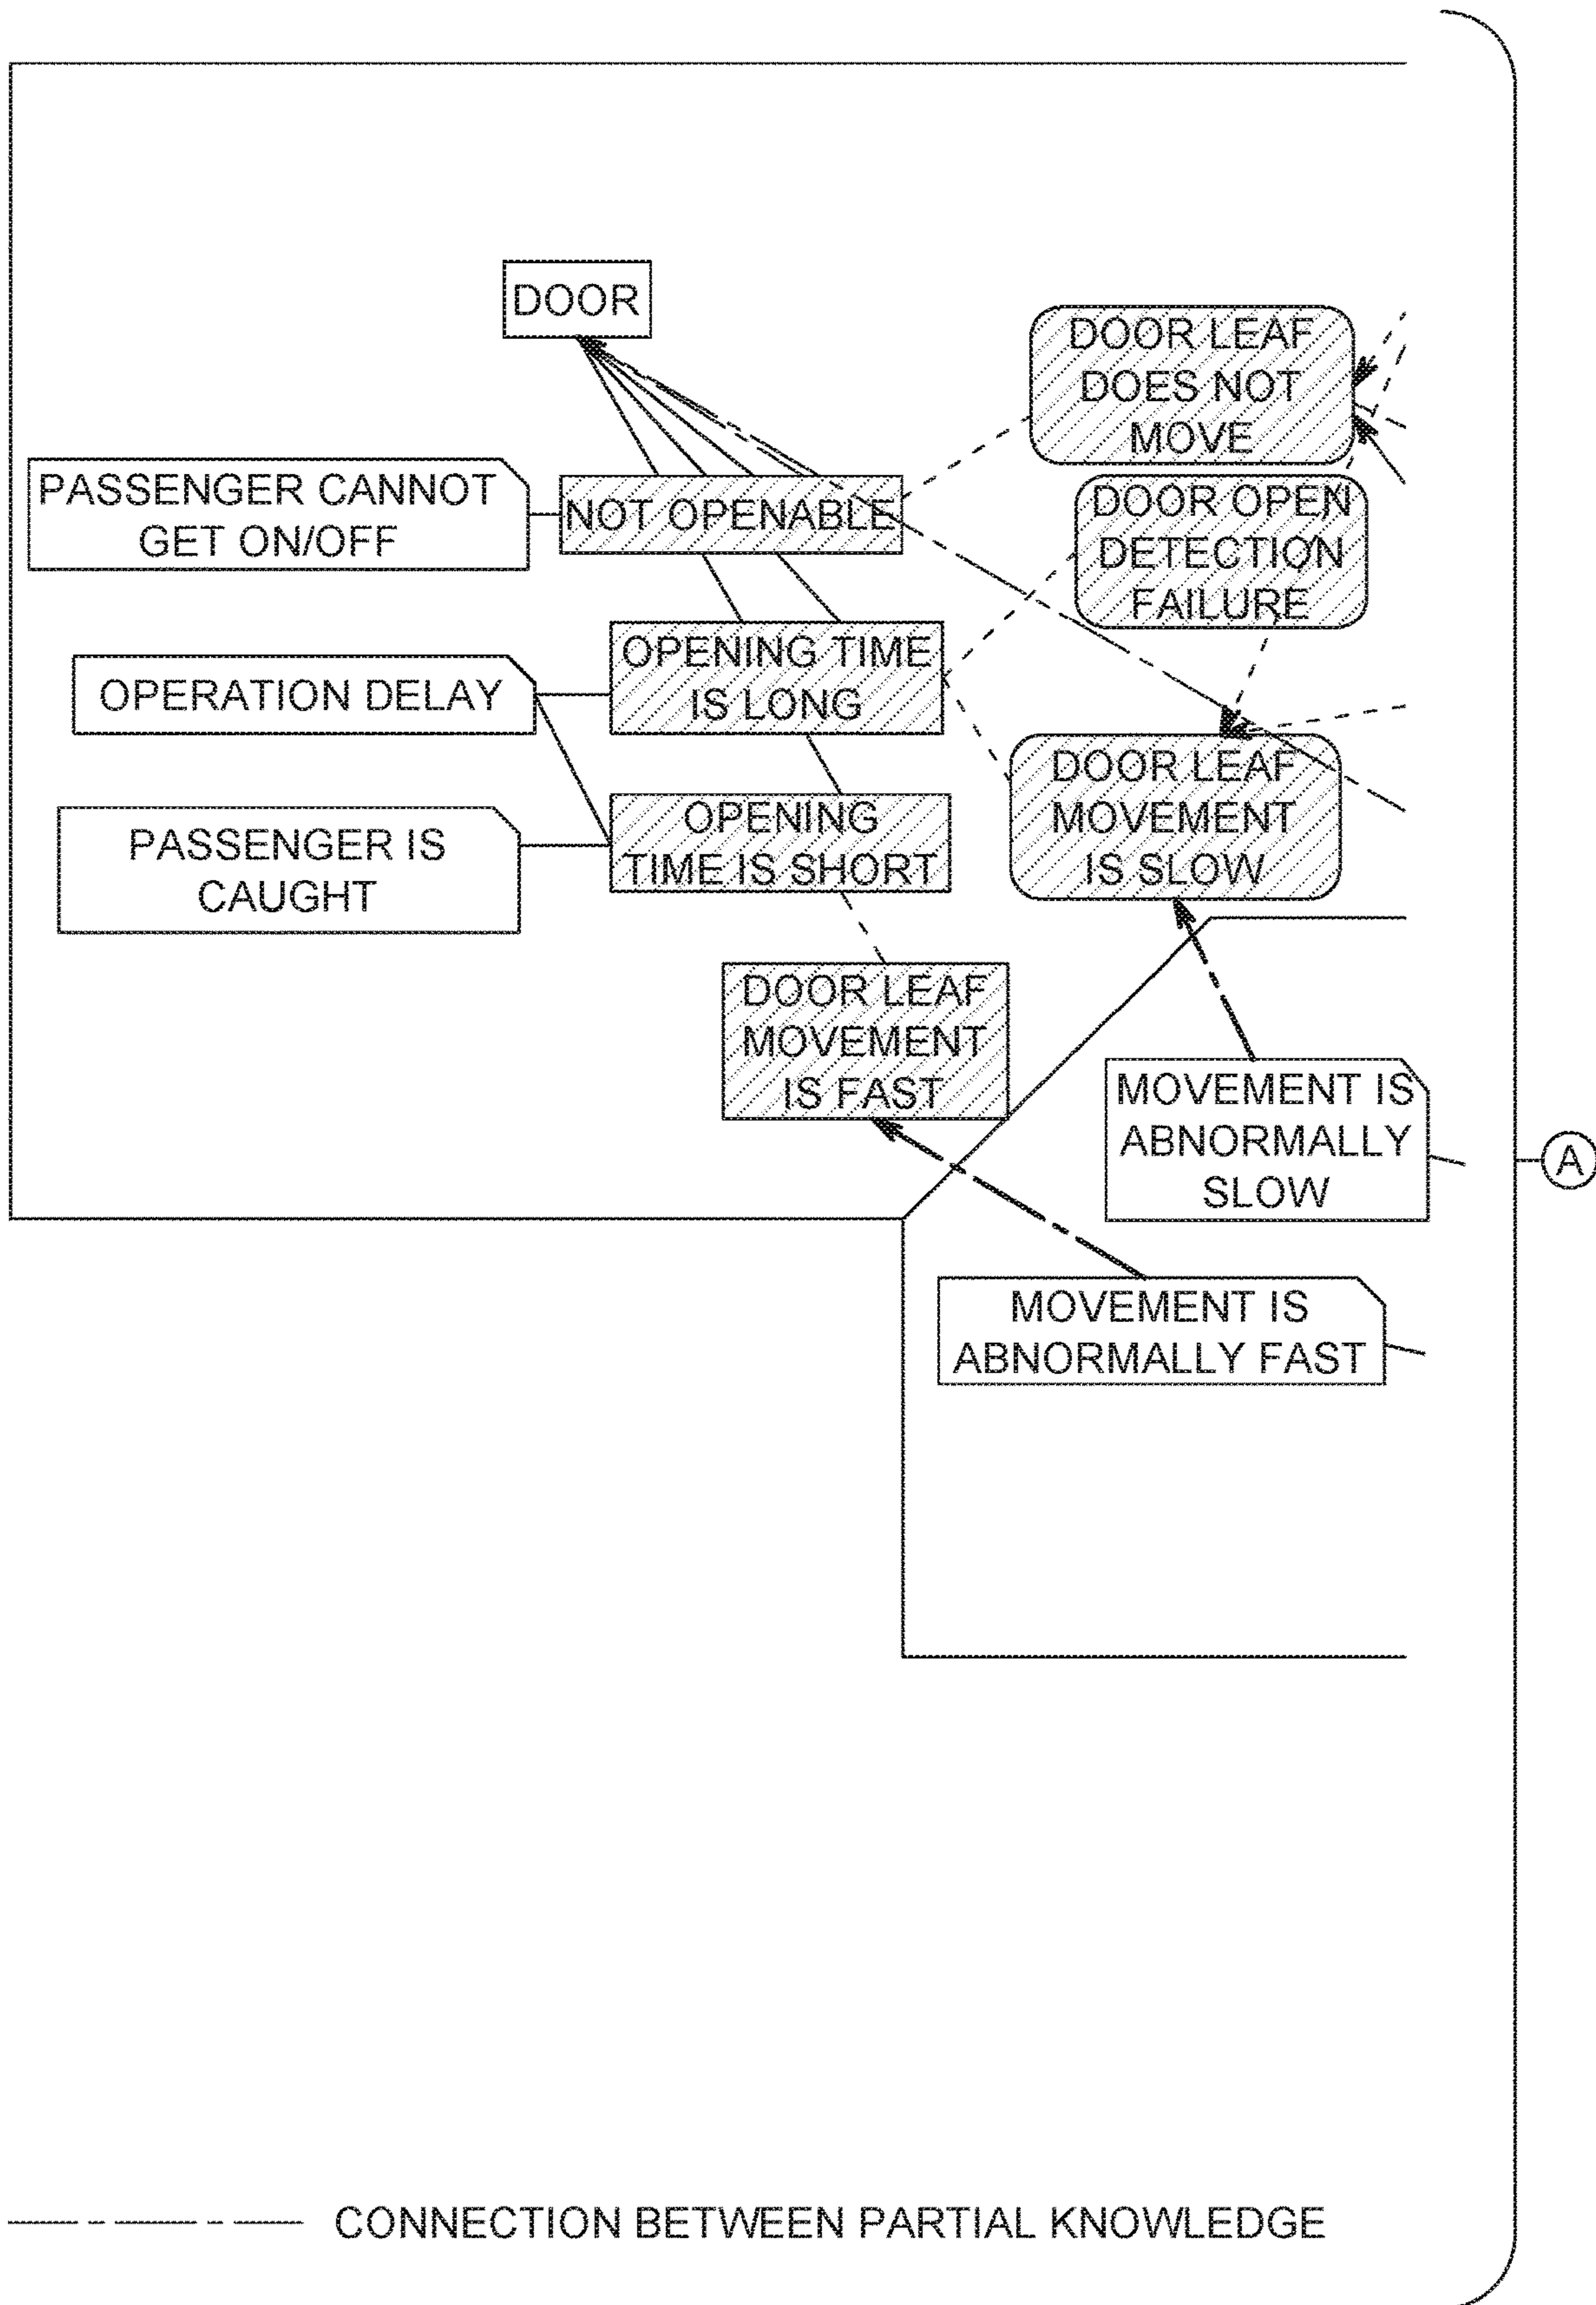 DOOR
DOOR LEAF
DOES NOT
MOVE
PASSENGER CANNOT
GET ON/OFF
NOT OPENABLE
DOOR OPEN
DETECTION
FAILURE
OPERATION DELAY
OPENING TIME
IS LONG
DOOR LEAF
MOVEMENT
IS SLOW
PASSENGER IS
CAUGHT
OPENING
TIME IS SHORT
DOOR LEAF
MOVEMENT
IS FAST
MOVEMENT IS
ABNORMALLY
SLOW
A
MOVEMENT IS
ABNORMALLY FAST
CONNECTION BETWEEN PARTIAL KNOWLEDGE